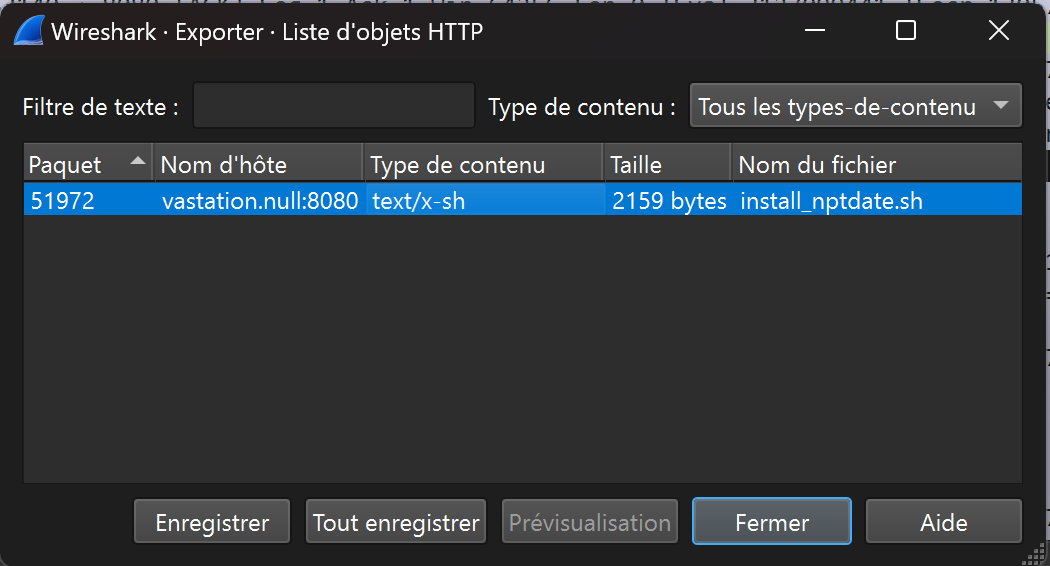 Wireshark · Exporter · Liste d'objets HTTP
Filtre de texte : Type de contenu : Tous les types-de-contenu
Paquet Nom d'hôte Type de contenu Taille Nom du fichier
51972 vastation.null:8080 text/x-sh 2159 bytes install_nptdate.sh
Enregistrer Tout enregistrer Prévisualisation Fermer Aide